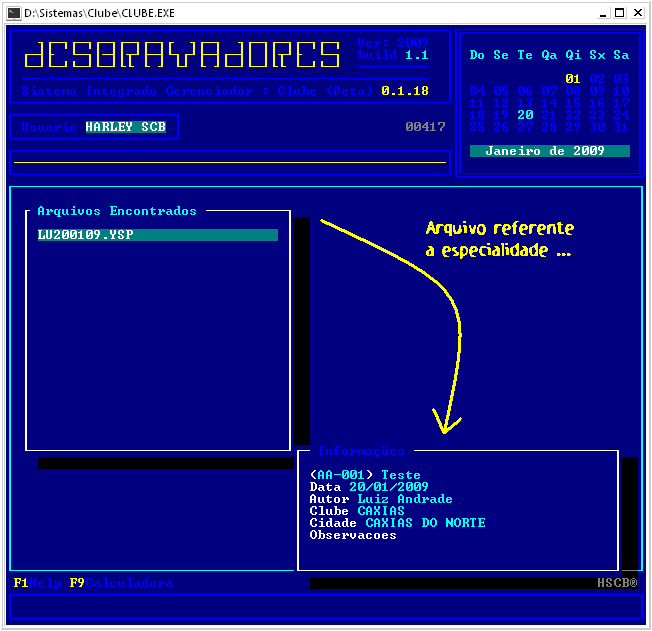 D:\Sistemas\Clube\CLUBE.EXE
dESBRAVAdORES
Ver: 2009
build 1.1
Sistema Integrado Gerenciador : Clube (Beta) 0.1.18
Usuario HARLEY SCB
00417
Do Se Te Qa Qi Sx Sa
01 02 03
04 05 06 07 08 09 10
11 12 13 14 15 16 17
18 19 20 21 22 23 24
25 26 27 28 29 30 31
Janeiro de 2009
Arquivos Encontrados
LU200109.YSP
Arquivo referente
a especialidade ...
Informações
(AA-001) Teste
Data 20/01/2009
Autor Luiz Andrade
Clube CAXIAS
Cidade CAXIAS DO NORTE
Observacoes
F1Help F9Calculadora
HSCB®